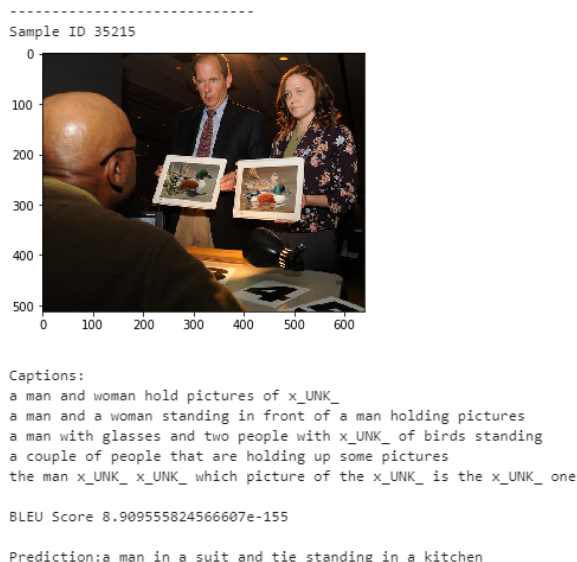 -----------------------------
Sample ID 35215
0
100
200
300
400
500
0 100 200 300 400 500 600
4
Captions:
a man and woman hold pictures of x_UNK_
a man and a woman standing in front of a man holding pictures
a man with glasses and two people with x_UNK_ of birds standing
a couple of people that are holding up some pictures
the man x_UNK_ x_UNK_ which picture of the x_UNK_ is the x_UNK_ one
BLEU Score 8.909555824566607e-155
Prediction:a man in a suit and tie standing in a kitchen